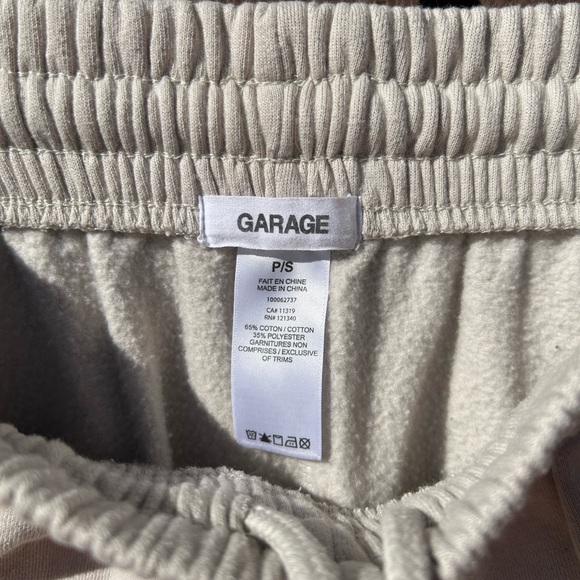 GARAGE
P/S
FAIT EN CHINE
MADE IN CHINA
100062737
CA# 11319
RN# 121340
65% COTON / COTTON
35% POLYESTER
GARNITURES NON
COMPRISES / EXCLUSIVE
OF TRIMS